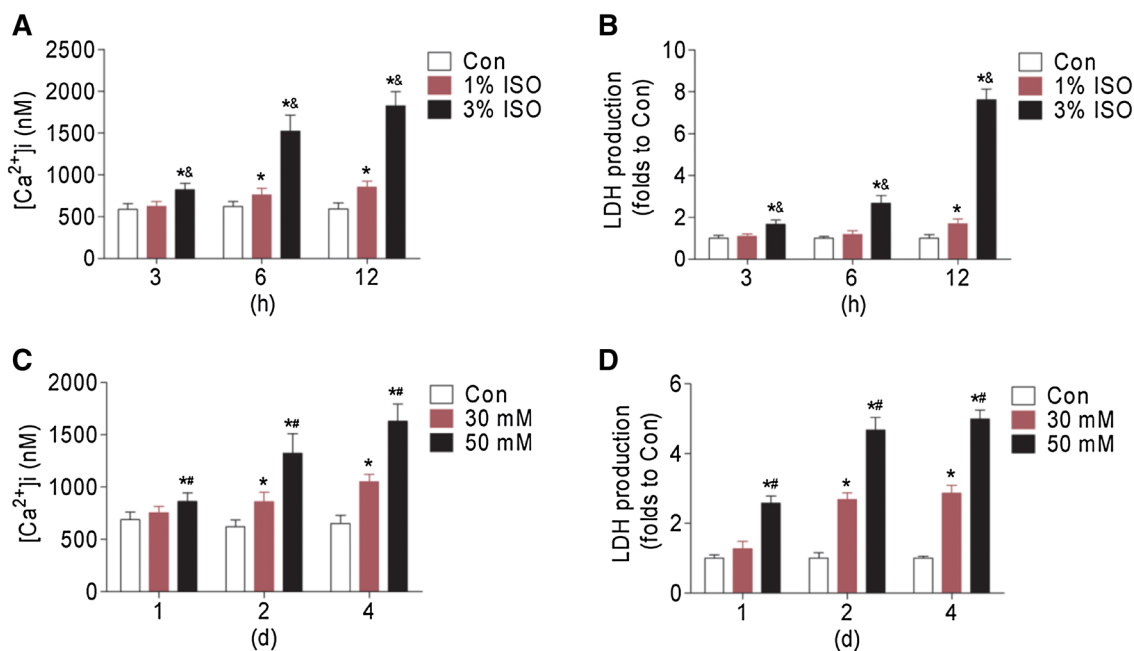 A
[Ca²⁺]i (nM)
2500
2000
1500
1000
500
0
*&
*
*&
*
*&
3
6
12
(h)
Con
1% ISO
3% ISO
B
LDH production
(folds to Con)
10
8
6
4
2
0
*&
*&
*
*&
3
6
12
(h)
Con
1% ISO
3% ISO
C
[Ca²⁺]i (nM)
2000
1500
1000
500
0
*#
*
*#
*
*#
1
2
4
(d)
Con
30 mM
50 mM
D
LDH production
(folds to Con)
6
4
2
0
*#
*
*#
*
*#
1
2
4
(d)
Con
30 mM
50 mM